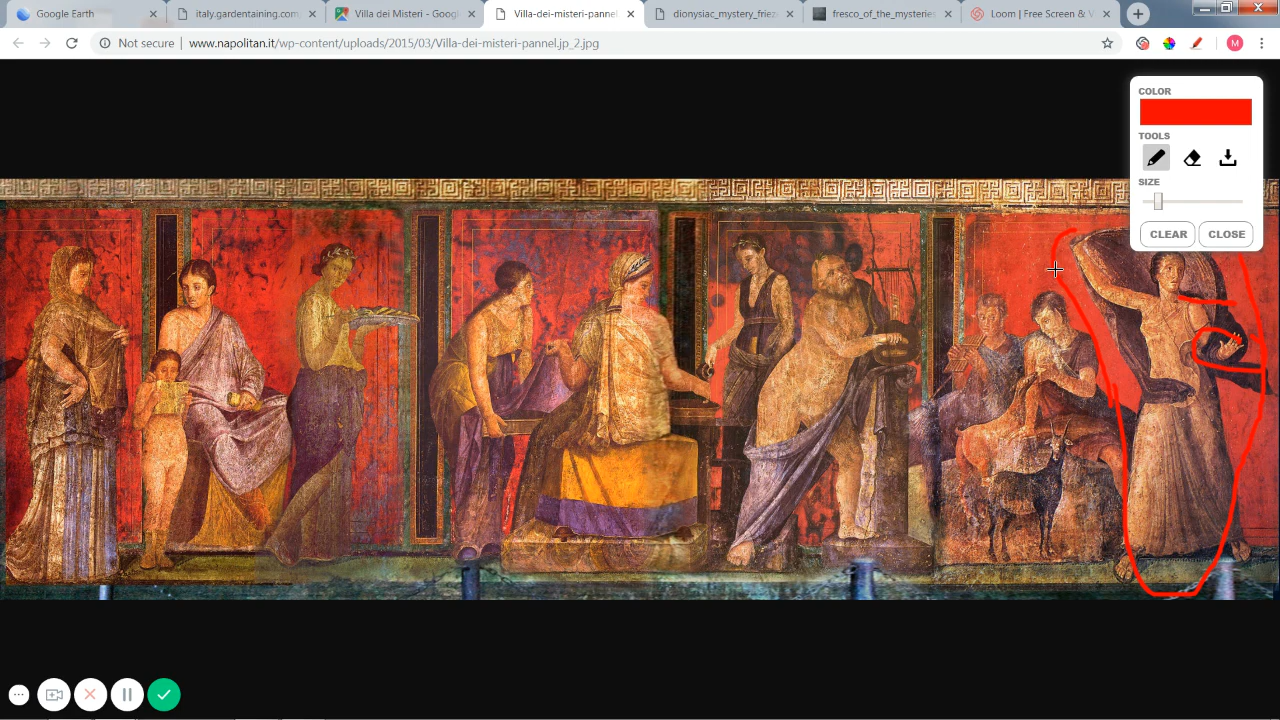 Google Earth
italy.gardentaining.com
Villa dei Misteri - Goog
Villa-dei-misteri-pannel
dionysiac_mystery_frie
fresco_of_the_mysteries
Loom | Free Screen & V
Not secure | www.napolitan.it/wp-content/uploads/2015/03/Villa-dei-misteri-pannel.jp_2.jpg
M
COLOR
TOOLS
SIZE
CLEAR
CLOSE